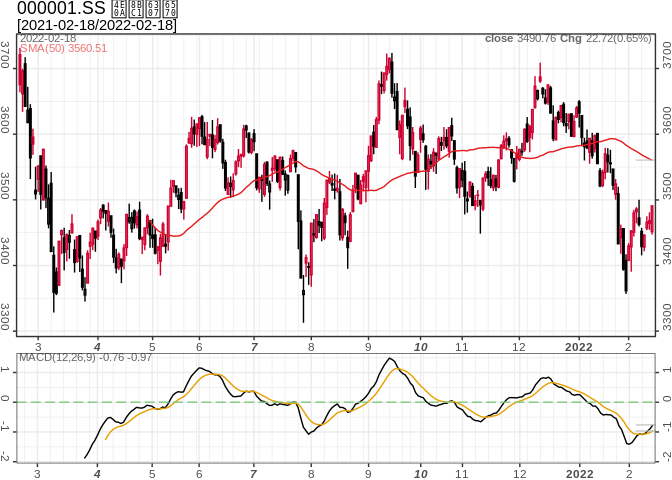 000001.SS
[2021-02-18/2022-02-18]
2022-02-18
close 3490.76 Chg 22.72(0.65%)
SMA(50) 3560.51
3700 3700
3600 3600
3500 3500
3400 3400
3300 3300
3 4 5 6 7 8 9 10 11 12 2022 2
MACD(12,26,9) -0.76 -0.97
1 1
0 0
-1 -1
-2 -2
3 4 5 6 7 8 9 10 11 12 2022 2